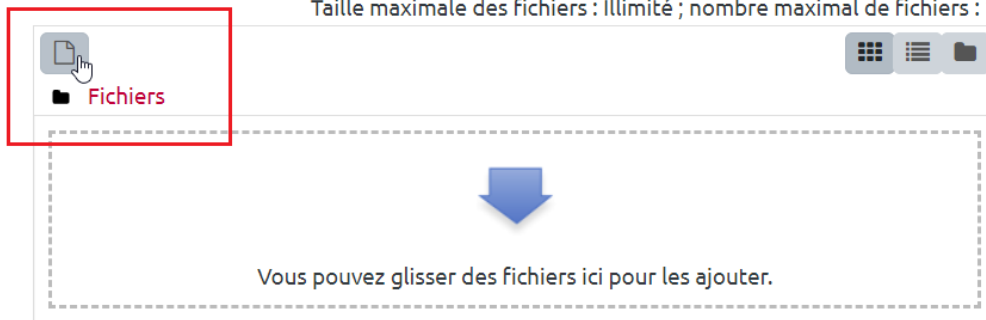 Taille maximale des fichiers : Illimité ; nombre maximal de fichiers :
Fichiers
Vous pouvez glisser des fichiers ici pour les ajouter.